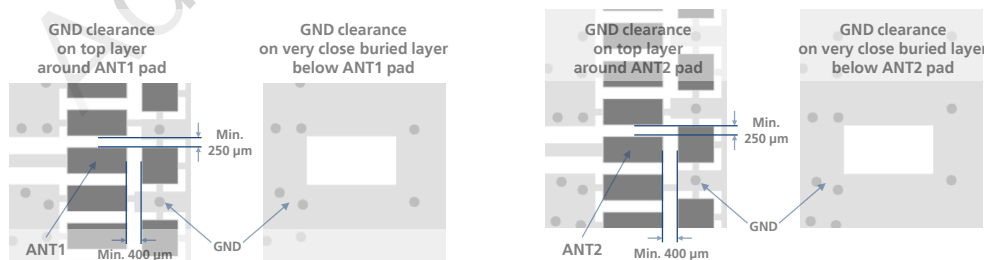 GND clearance
on top layer
around ANT1 pad
GND clearance
on very close buried layer
below ANT1 pad
Min.
250 µm
ANT1
Min. 400 µm
GND
GND clearance
on top layer
around ANT2 pad
GND clearance
on very close buried layer
below ANT2 pad
Min.
250 µm
GND
ANT2
Min. 400 µm